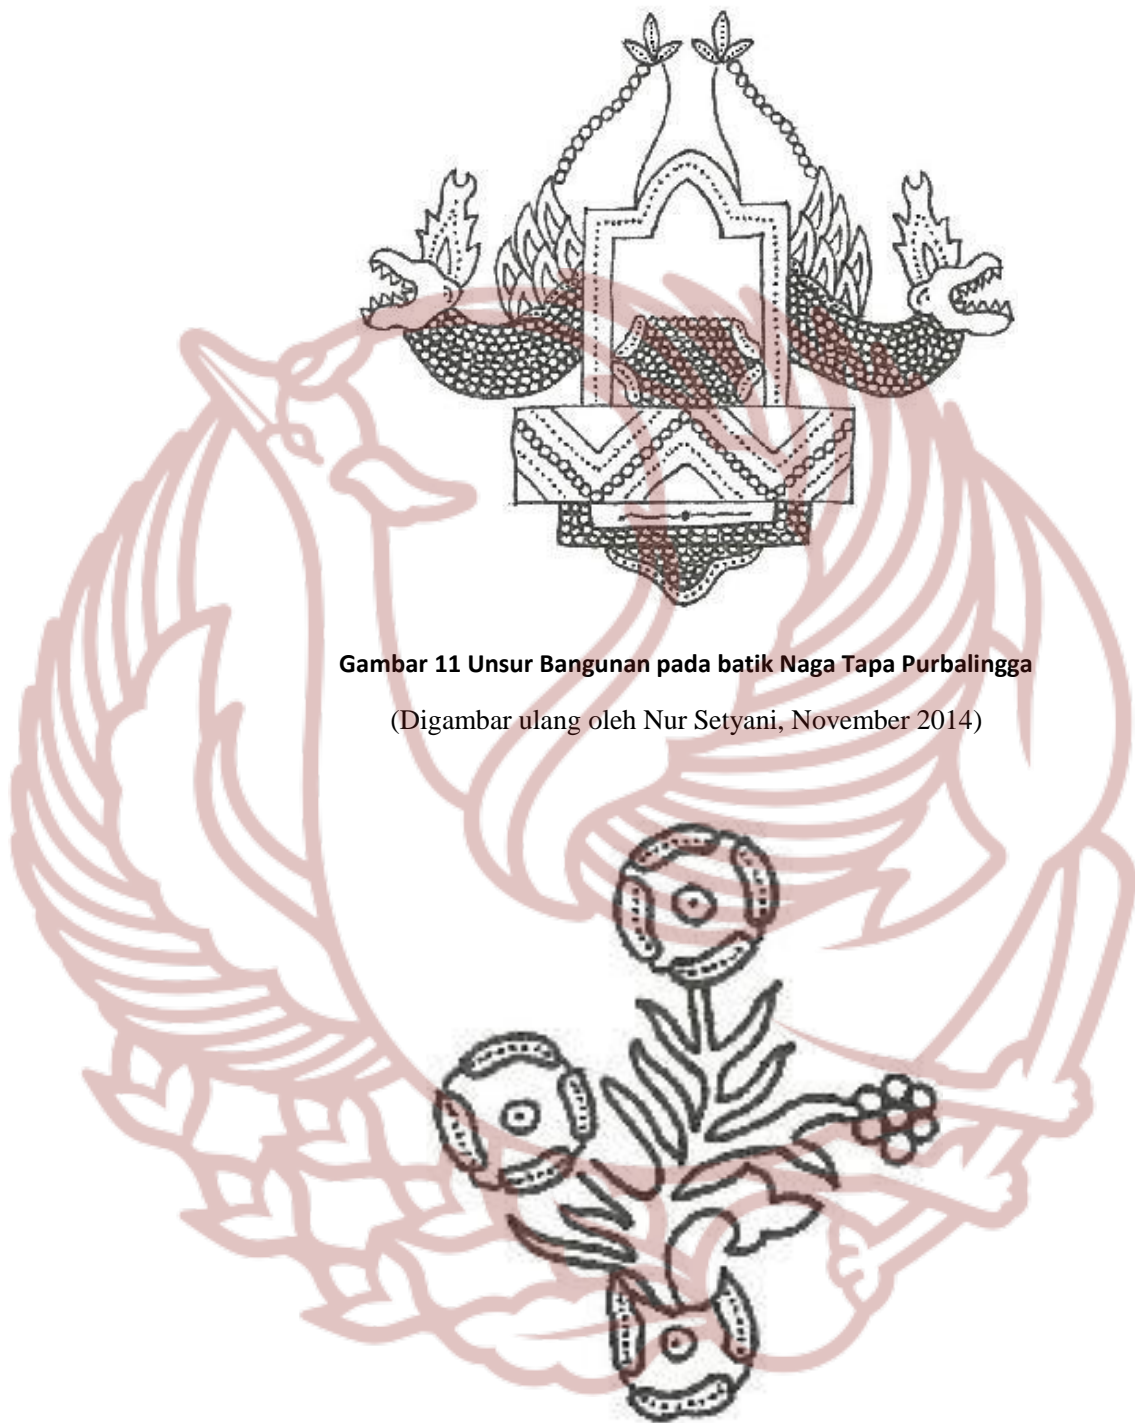 Gambar 11 Unsur Bangunan pada batik Naga Tapa Purbalingga
(Digambar ulang oleh Nur Setyani, November 2014)